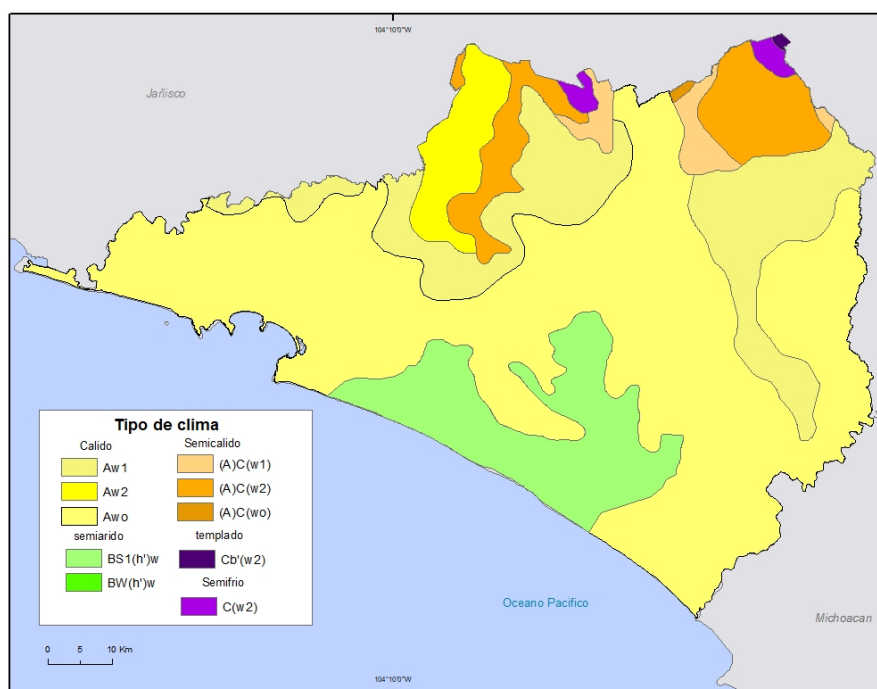 104°10'0"W
Jañisco
Tipo de clima
Calido
Aw1
Aw2
Awo
semiarido
BS1(h')w
BW(h')w
Semicalido
(A)C(w1)
(A)C(w2)
(A)C(wo)
templado
Cb'(w2)
Semifrio
C(w2)
Oceano Pacifico
Michoacan
0 5 10 Km
104°10'0"W